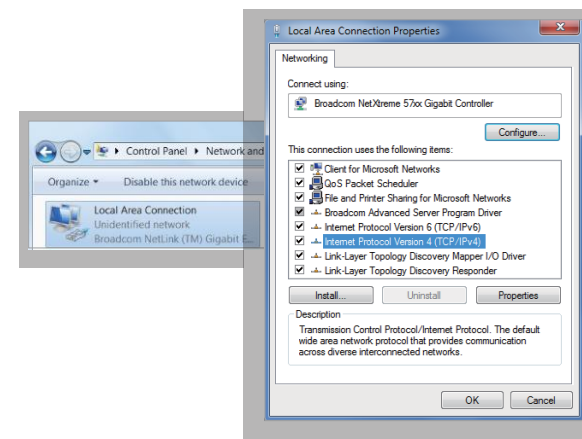 Control Panel Network and
Organize Disable this network device
Local Area Connection
Unidentified network
Broadcom NetLink (TM) Gigabit E...
Local Area Connection Properties
Networking
Connect using:
Broadcom NetXtreme 57xx Gigabit Controller
Configure...
This connection uses the following items:
Client for Microsoft Networks
QoS Packet Scheduler
File and Printer Sharing for Microsoft Networks
Broadcom Advanced Server Program Driver
Internet Protocol Version 6 (TCP/IPv6)
Internet Protocol Version 4 (TCP/IPv4)
Link-Layer Topology Discovery Mapper I/O Driver
Link-Layer Topology Discovery Responder
Install... Uninstall Properties
Description
Transmission Control Protocol/Internet Protocol. The default
wide area network protocol that provides communication
across diverse interconnected networks.
OK Cancel